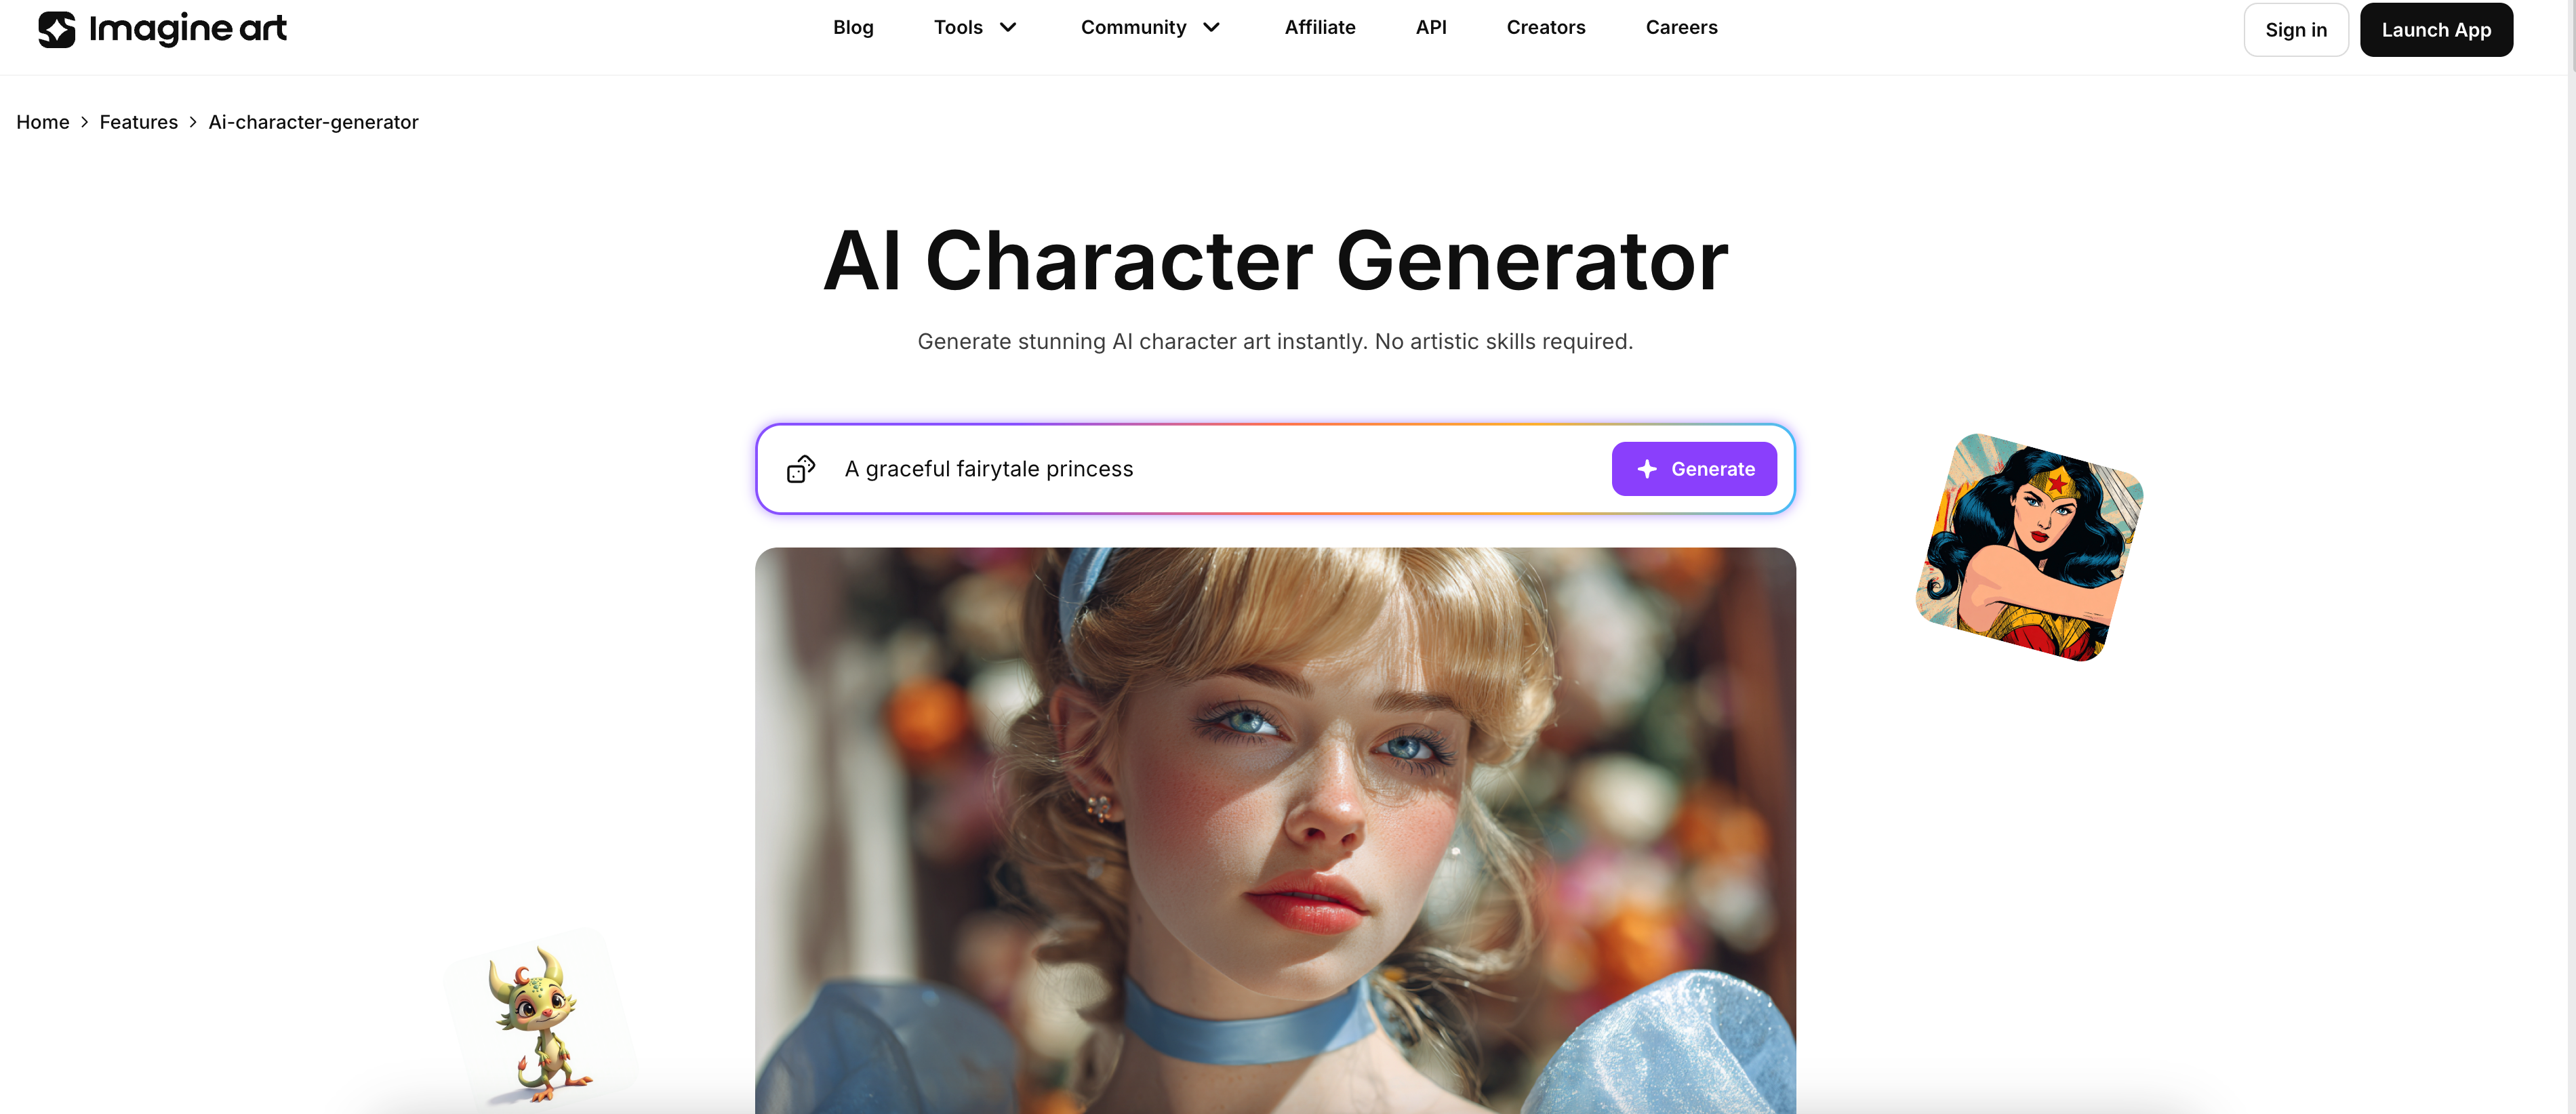 Imagine art
Blog
Tools
Community
Affiliate
API
Creators
Careers
Sign in
Launch App
Home > Features > Ai-character-generator
AI Character Generator
Generate stunning AI character art instantly. No artistic skills required.
A graceful fairytale princess
Generate